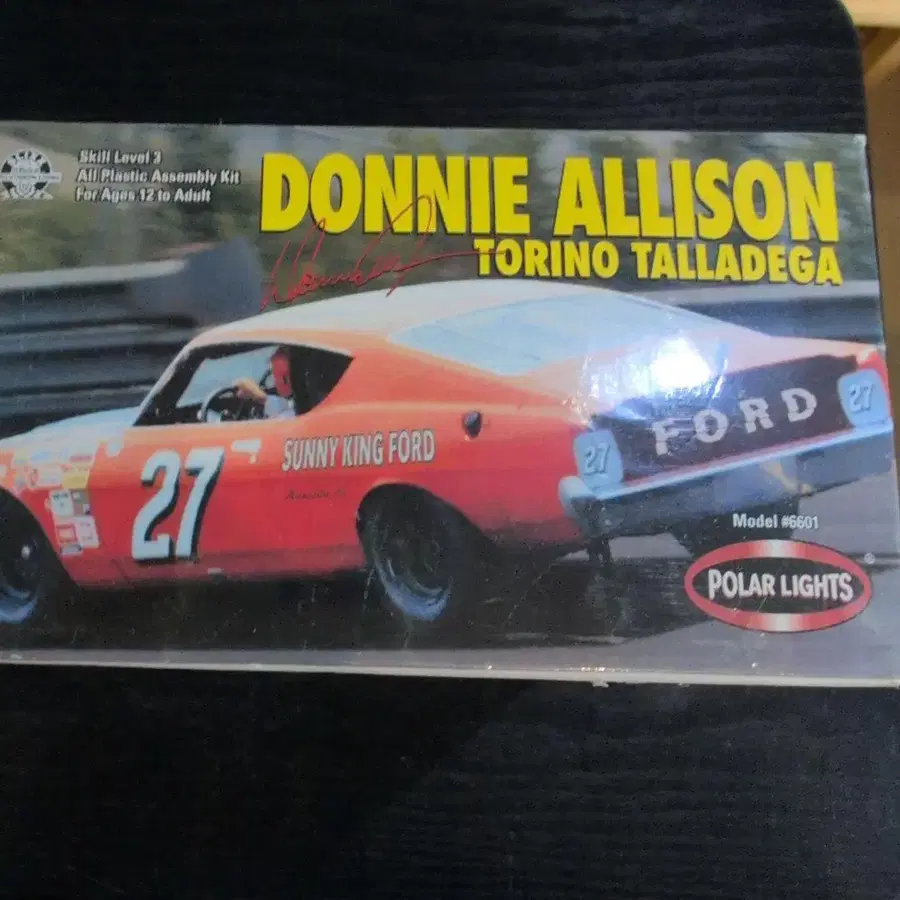 Skill Level 3
All Plastic Assembly Kit
For Ages 12 to Adult
DONNIE ALLISON
TORINO TALLADEGA
FORD
27
27
SUNNY KING FORD
27
Model #6601
POLAR LIGHTS
®